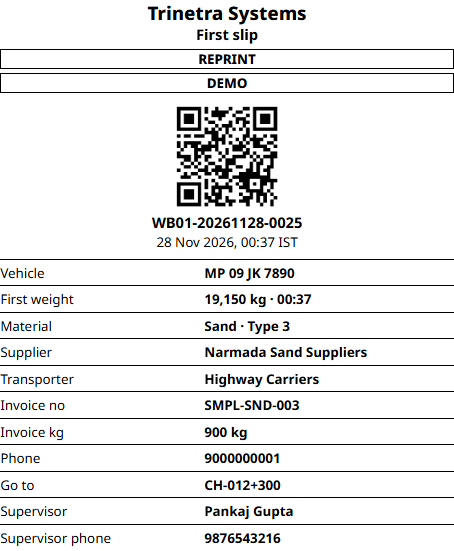 Trinetra Systems
First slip
REPRINT
DEMO
WB01-20261128-0025
28 Nov 2026, 00:37 IST
Vehicle MP 09 JK 7890
First weight 19,150 kg · 00:37
Material Sand · Type 3
Supplier Narmada Sand Suppliers
Transporter Highway Carriers
Invoice no SMPL-SND-003
Invoice kg 900 kg
Phone 9000000001
Go to CH-012+300
Supervisor Pankaj Gupta
Supervisor phone 9876543216